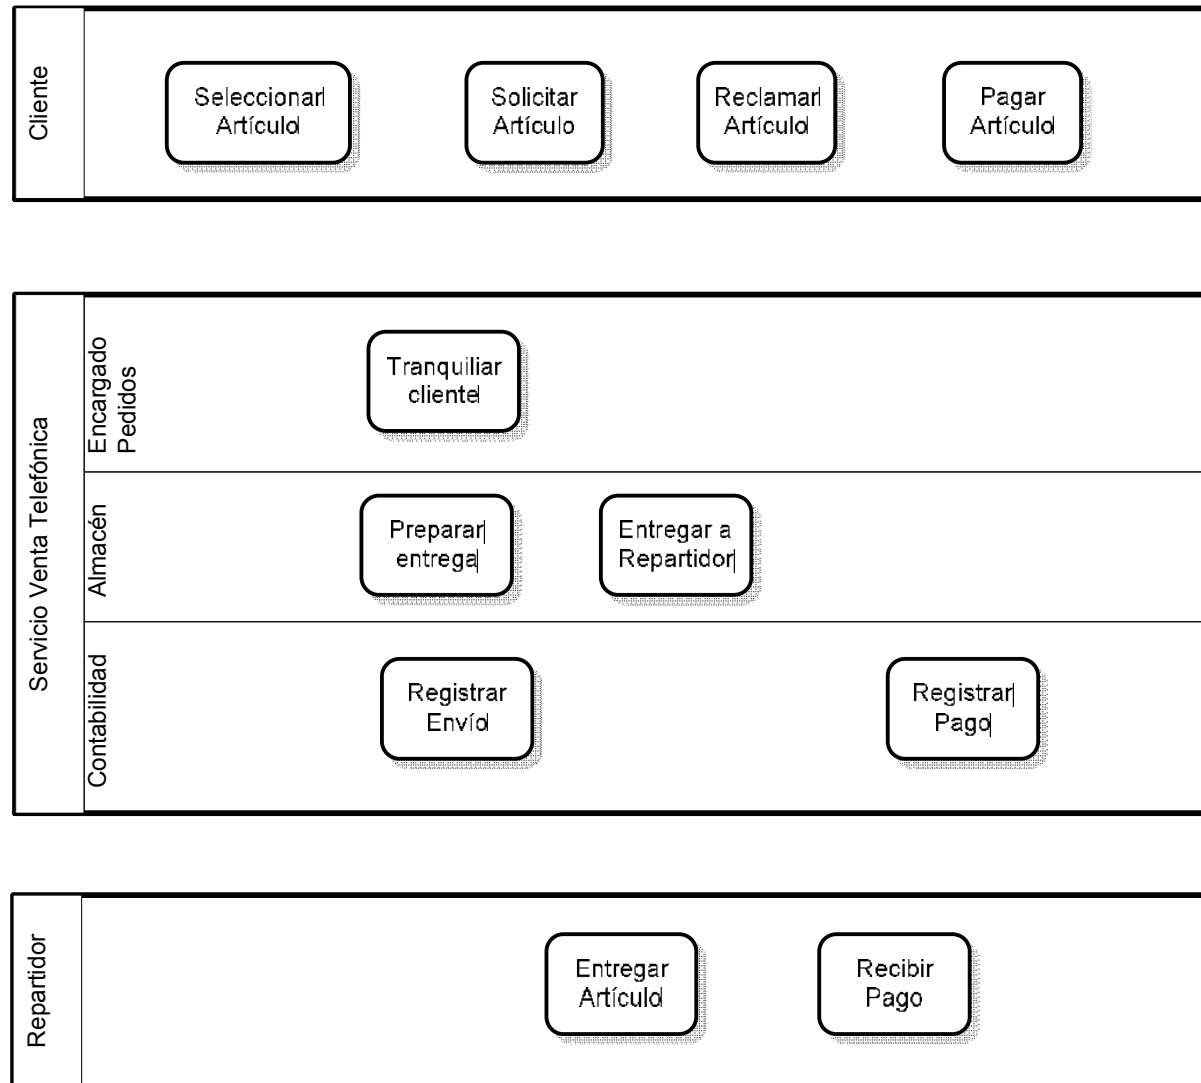 Cliente
Seleccionar
Artículo
Solicitar
Artículo
Reclamar
Artículo
Pagar
Artículo
Servicio Venta Telefónica
Encargado
Pedidos
Tranquiliar
cliente
Almacén
Preparar
entrega
Entregar a
Repartidor
Contabilidad
Registrar
Envío
Registrar
Pago
Repartidor
Entregar
Artículo
Recibir
Pago